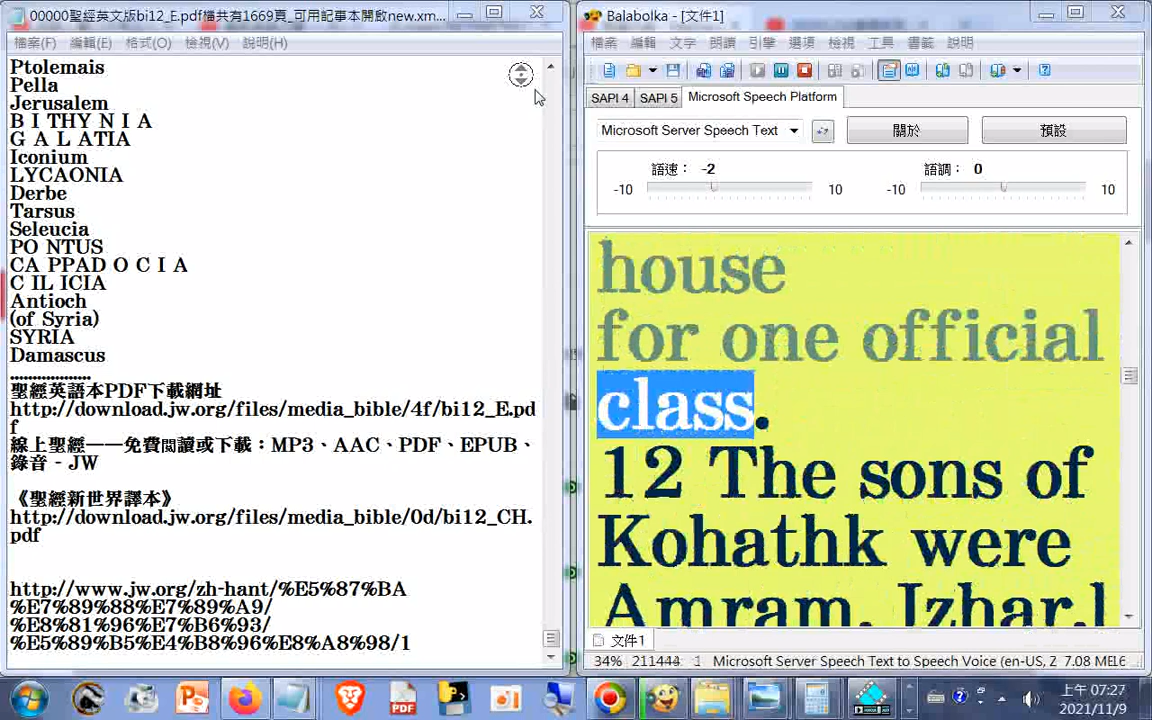 00000聖經英文版bi12_E.pdf檔共有1669頁_可用記事本開啟new.xm...
檔案(F) 編輯(E) 格式(O) 檢視(V) 說明(H)
Ptolemais
Pella
Jerusalem
B I THY N I A
G A L ATIA
Iconium
LYCAONIA
Derbe
Tarsus
Seleucia
PO NTUS
CA PPAD O C I A
C IL ICIA
Antioch
(of Syria)
SYRIA
Damascus
..................
聖經英語本PDF下載網址
http://download.jw.org/files/media_bible/4f/bi12_E.pd
f
線上聖經——免費閱讀或下載：MP3、AAC、PDF、EPUB、
錄音 - JW
《聖經新世界譯本》
http://download.jw.org/files/media_bible/0d/bi12_CH.
pdf
http://www.jw.org/zh-hant/%E5%87%BA
%E7%89%88%E7%89%A9/
%E8%81%96%E7%B6%93/
%E5%89%B5%E4%B8%96%E8%A8%98/1
Balabolka - [文件1]
檔案 編輯 文字 朗讀 引擎 選項 檢視 工具 書籤 說明
SAPI 4 SAPI 5 Microsoft Speech Platform
Microsoft Server Speech Text 關於 預設
語速： -2 語調： 0
-10 10 -10 10
house
for one official
class.
12 The sons of
Kohathk were
Amram, Izhar,l
文件1
34% 211444: 1 Microsoft Server Speech Text to Speech Voice (en-US, Z 7.08 MЕ
PDF
上午 07:27
2021/11/9